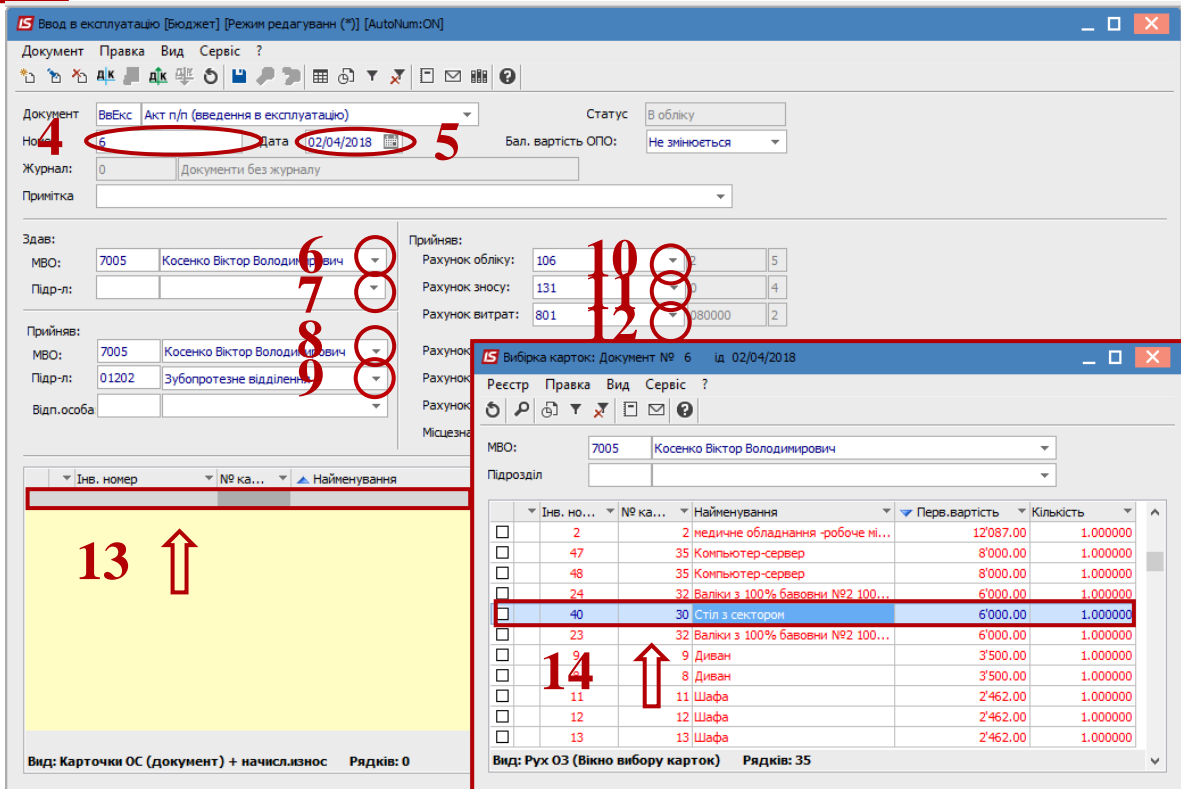 Ввод в експлуатацію [Бюджет] [Режим редагуванн (*)] [AutoNum:ON]
Документ Правка Вид Сервіс ?
Документ ВвЕкс Акт п/п (введення в експлуатацію) Статус В обліку
4 6 Дата 02/04/2018 5 Бал. вартість ОПО: Не змінюється
Журнал: 0 Документи без журналу
Примітка
Здав:
МВО: 7005 Косенко Віктор Володимирович 6
Підр-л: 7
Прийняв:
МВО: 7005 Косенко Віктор Володимирович 8
Підр-л: 01202 Зубопротезне відділення 9
Відп.особа
Прийняв:
Рахунок обліку: 106 10 2 5
Рахунок зносу: 131 11 0 4
Рахунок витрат: 801 12 080000 2
Рахунок
Рахунок
Рахунок
Місцезна
Інв. номер № ка... Найменування
13
Вид: Карточки ОС (документ) + начисл.износ Рядків: 0
Вибірка карток: Документ № 6 ід 02/04/2018
Реєстр Правка Вид Сервіс ?
МВО: 7005 Косенко Віктор Володимирович
Підрозділ
Інв. но... № ка... Найменування Перв.вартість Кількість
2 2 медичне обладнання -робоче мі... 12'087.00 1.000000
47 35 Компьютер-сервер 8'000.00 1.000000
48 35 Компьютер-сервер 8'000.00 1.000000
24 32 Валіки з 100% бавовни №2 100... 6'000.00 1.000000
40 30 Стіл з сектором 6'000.00 1.000000
23 32 Валіки з 100% бавовни №2 100... 6'000.00 1.000000
9 9 Диван 3'500.00 1.000000
14 8 Диван 3'500.00 1.000000
11 11 Шафа 2'462.00 1.000000
12 12 Шафа 2'462.00 1.000000
13 13 Шафа 2'462.00 1.000000
Вид: Рух ОЗ (Вікно вибору карток) Рядків: 35